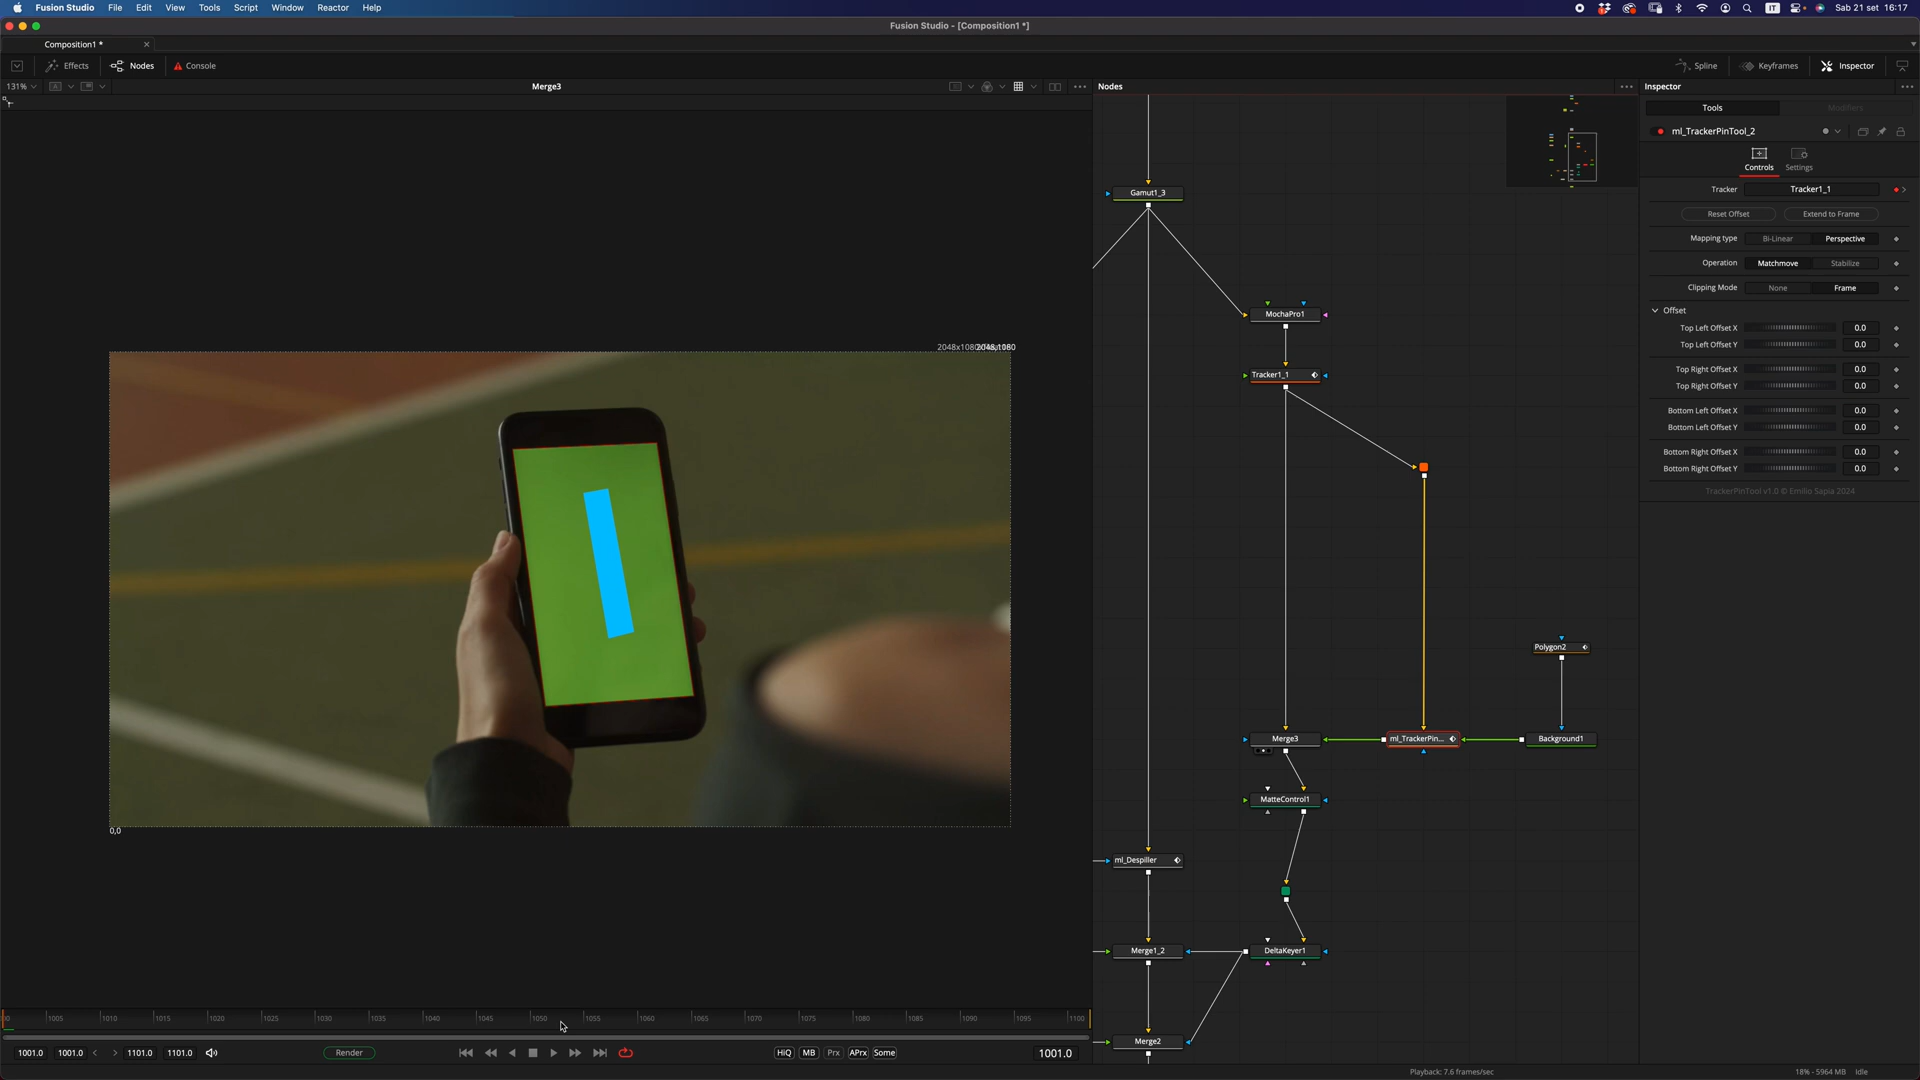 Fusion Studio File Edit View Tools Script Window Reactor Help
IT Sab 21 set 16:17
Fusion Studio - [Composition1 *]
Composition1 *
Effects Nodes Console
Spline Keyframes Inspector
131% A Merge3
Nodes
Inspector
Tools Modifiers
ml_TrackerPinTool_2
Controls Settings
Tracker Tracker1_1
Reset Offset Extend to Frame
Mapping type Bi-Linear Perspective
Operation Matchmove Stabilize
Clipping Mode None Frame
Offset
Top Left Offset X 0.0
Top Left Offset Y 0.0
Top Right Offset X 0.0
Top Right Offset Y 0.0
Bottom Left Offset X 0.0
Bottom Left Offset Y 0.0
Bottom Right Offset X 0.0
Bottom Right Offset Y 0.0
TrackerPinTool v1.0 © Emilio Sapia 2024
Gamut1_3
MochaPro1
Tracker1_1
Polygon2
Merge3 ml_TrackerPin... Background1
MatteControl1
ml_Despiller
Merge1_2 DeltaKeyer1
Merge2
0,0
1005 1010 1015 1020 1025 1030 1035 1040 1045 1050 1055 1060 1065 1070 1075 1080 1085 1090 1095 1100
1001.0 1001.0 1101.0 1101.0 Render HiQ MB Prx APrx Some 1001.0
Playback: 7.6 frames/sec 18% - 5964 MB Idle